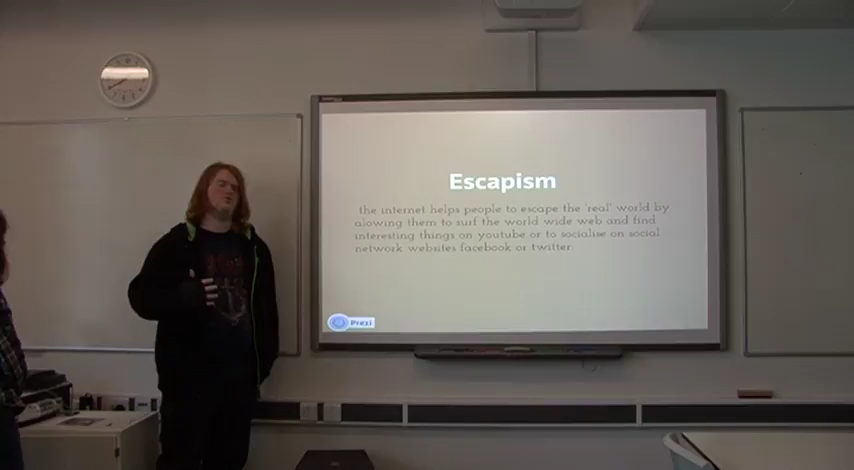 Escapism
the internet helps people to escape the 'real' world by
alowing them to surf the world wide web and find
interesting things on youtube or to socialise on social
network websites facebook or twitter.
Prezi